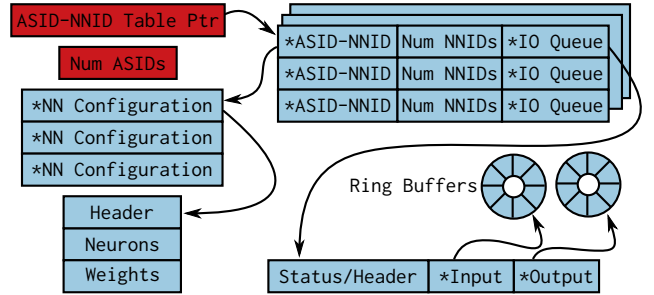 ASID-NNID Table Ptr
Num ASIDs
*ASID-NNID Num NNIDs *IO Queue
*ASID-NNID Num NNIDs *IO Queue
*ASID-NNID Num NNIDs *IO Queue
*NN Configuration
*NN Configuration
*NN Configuration
Header
Neurons
Weights
Ring Buffers
Status/Header *Input *Output